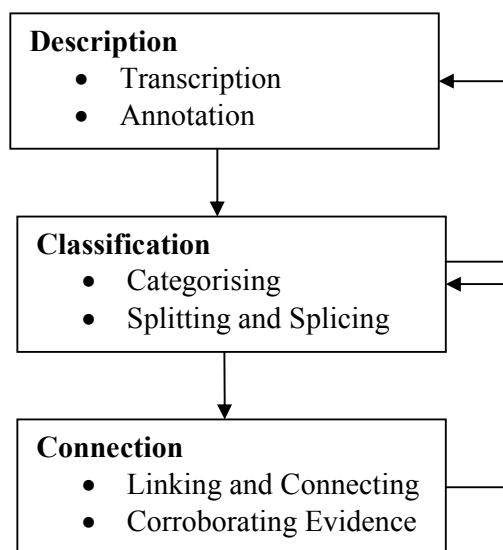 Description
• Transcription
• Annotation
Classification
• Categorising
• Splitting and Splicing
Connection
• Linking and Connecting
• Corroborating Evidence